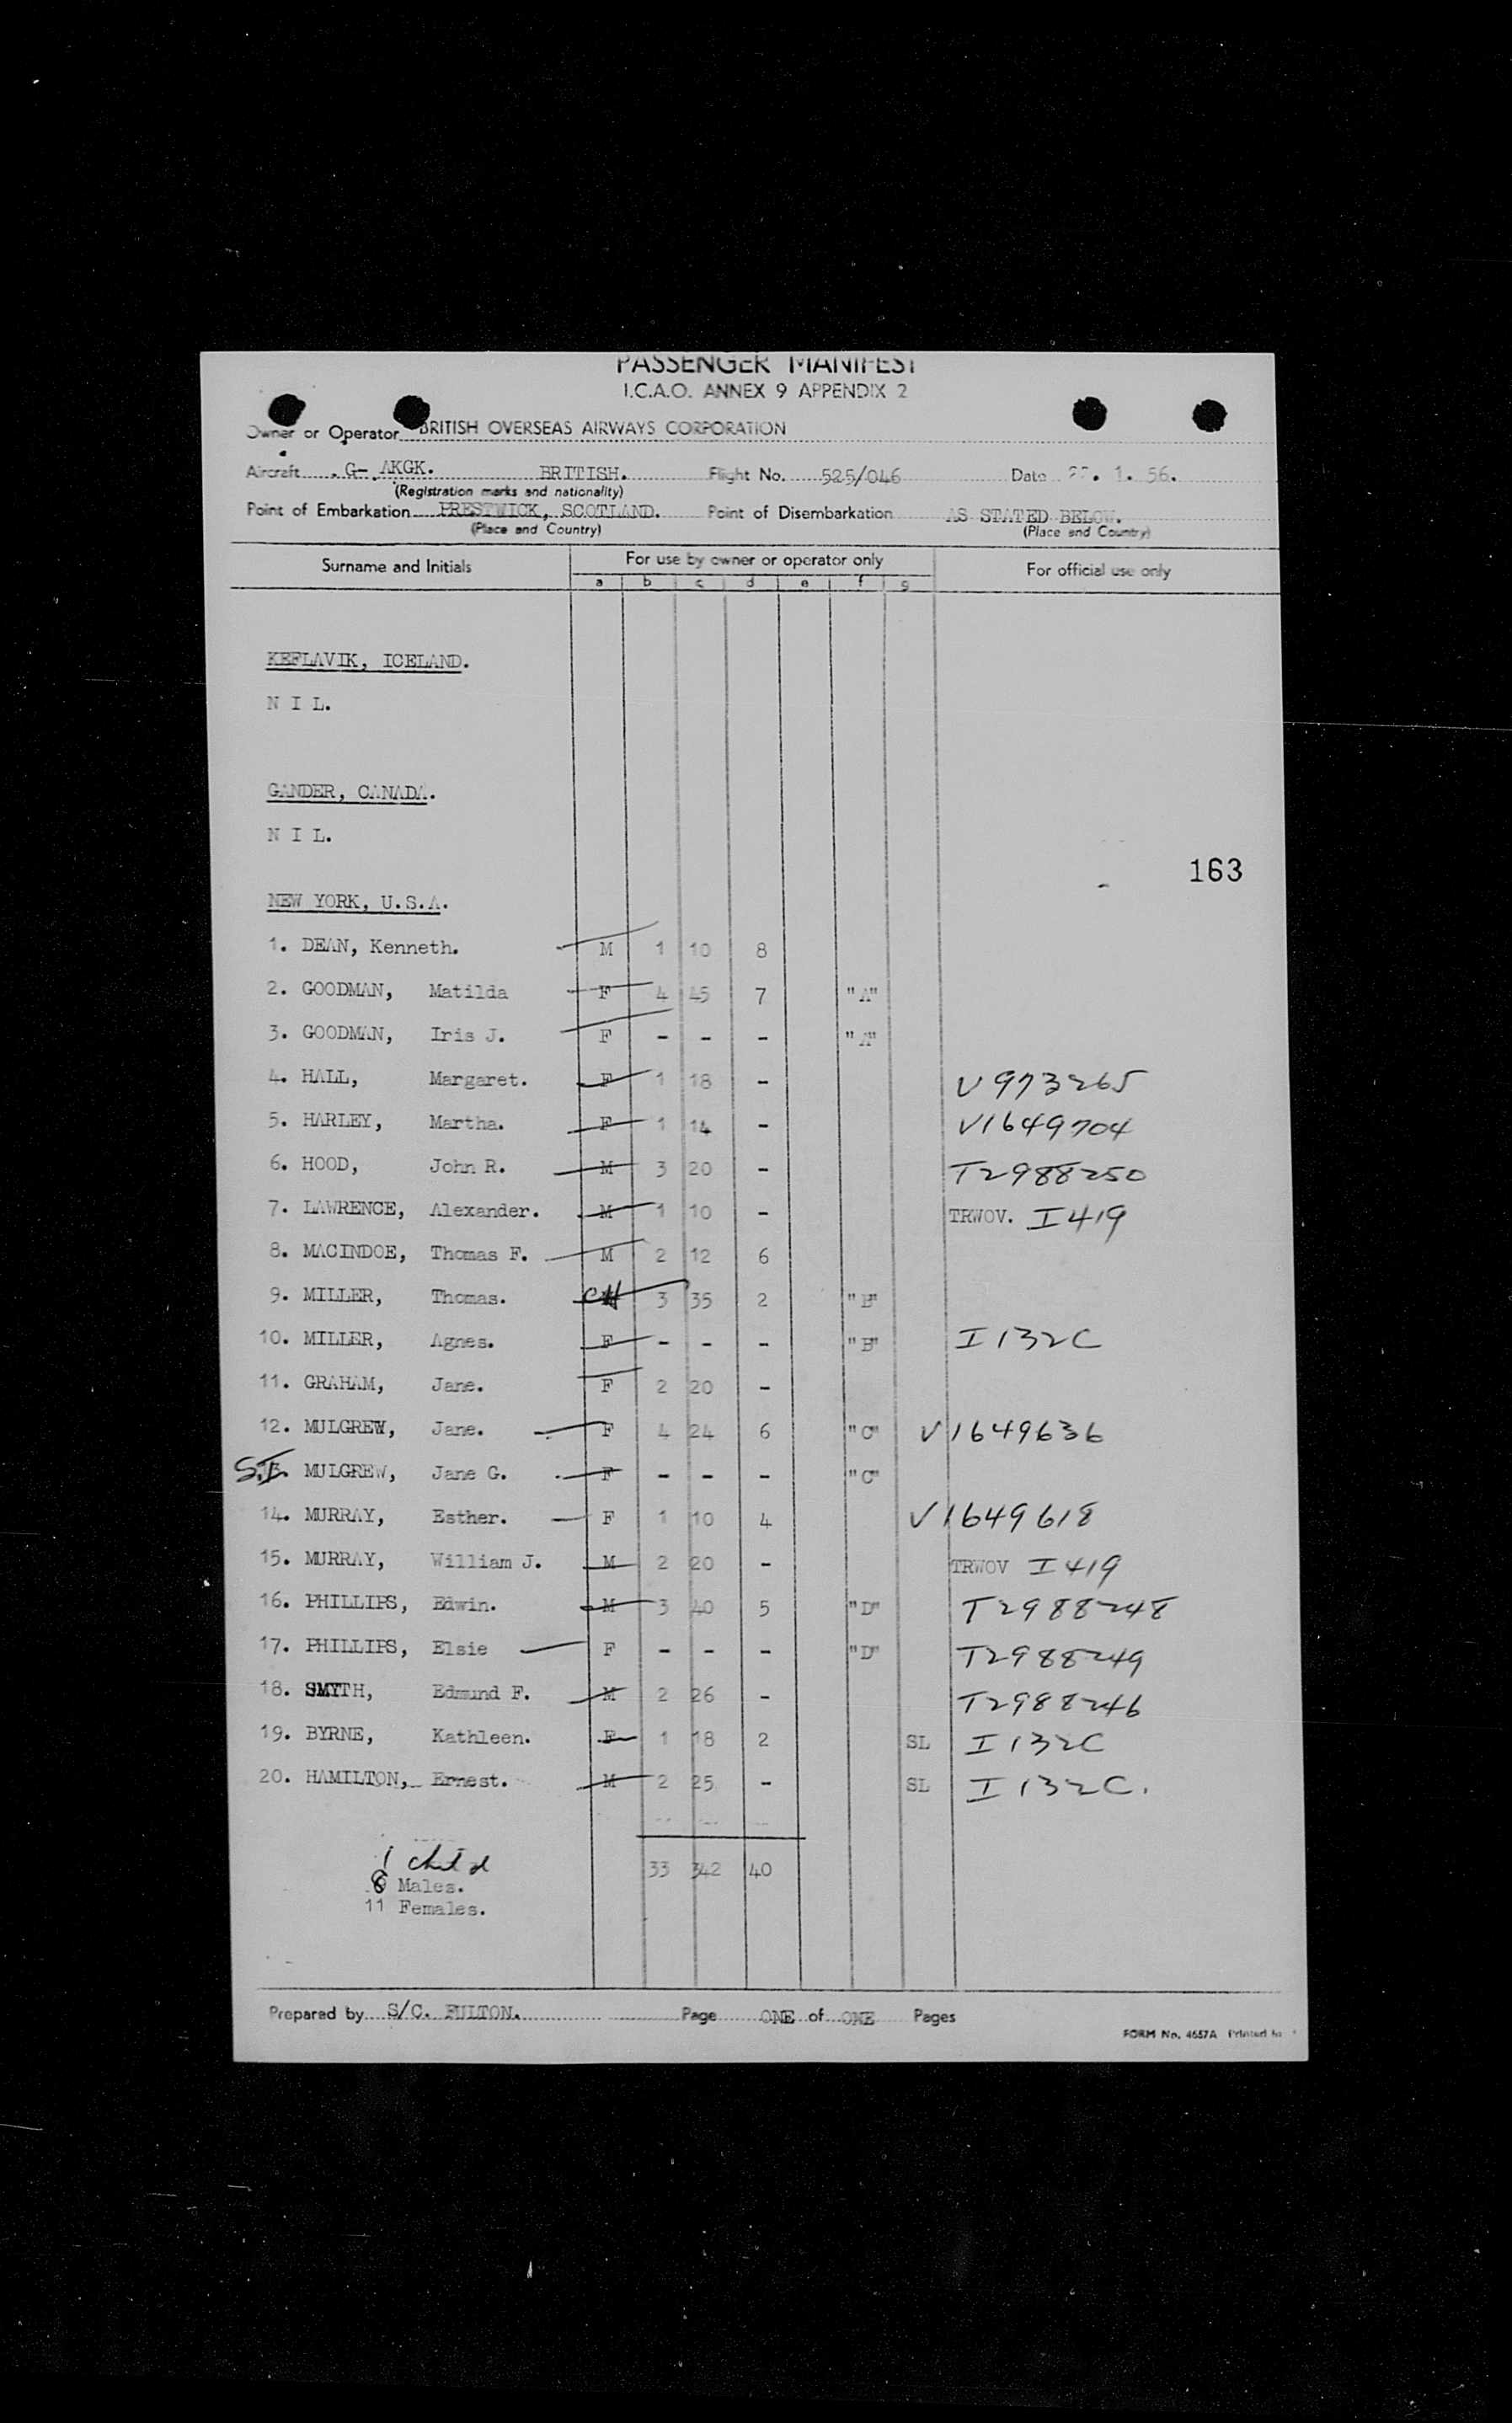 PASSENGER MANIFEST
I.C.A.O. ANNEX 9 APPENDIX 2
Owner or Operator BRITISH OVERSEAS AIRWAYS CORPORATION
Aircraft G- AKGK. BRITISH. Flight No. 525/046 Date 1. 56.
(Registration marks and nationality)
Point of Embarkation PRESTWICK, SCOTLAND. Point of Disembarkation AS STATED BELOW.
(Place and Country) (Place and Country)
Surname and Initials For use by owner or operator only For official use only
a b c d e f g
KEFLAVIK, ICELAND.
N I L.
GANDER, CANADA.
N I L.
163
NEW YORK, U.S.A.
1. DEAN, Kenneth. M 1 10 8
2. GOODMAN, Matilda F 4 45 7 "A"
3. GOODMAN, Iris J. F - - - "A"
4. HALL, Margaret. F 1 18 - V973265
5. HARLEY, Martha. F 1 14 - V1649704
6. HOOD, John R. M 3 20 - T2988250
7. LAWRENCE, Alexander. M 1 10 - TRWOV. I419
8. MACINDOE, Thomas F. M 2 12 6
9. MILLER, Thomas. CH 3 35 2 "B"
10. MILLER, Agnes. F - - - "B" I132C
11. GRAHAM, Jane. F 2 20 -
12. MULGREW, Jane. F 4 24 6 "C" V1649636
MULGREW, Jane G. F - - - "C"
14. MURRAY, Esther. F 1 10 4 V1649618
15. MURRAY, William J. M 2 20 - TRWOV I419
16. PHILLIPS, Edwin. M 3 40 5 "D" T2988248
17. PHILLIPS, Elsie F - - - "D" T2988249
18. SMYTH, Edmund F. M 2 26 - T2988246
19. BYRNE, Kathleen. F 1 18 2 SL I132C
20. HAMILTON, Ernest. M 2 25 - SL I132C.
33 342 40
1 child
8 Males.
11 Females.
Prepared by S/C. FULTON. Page ONE of ONE Pages
FORM No. 4657A Printed in